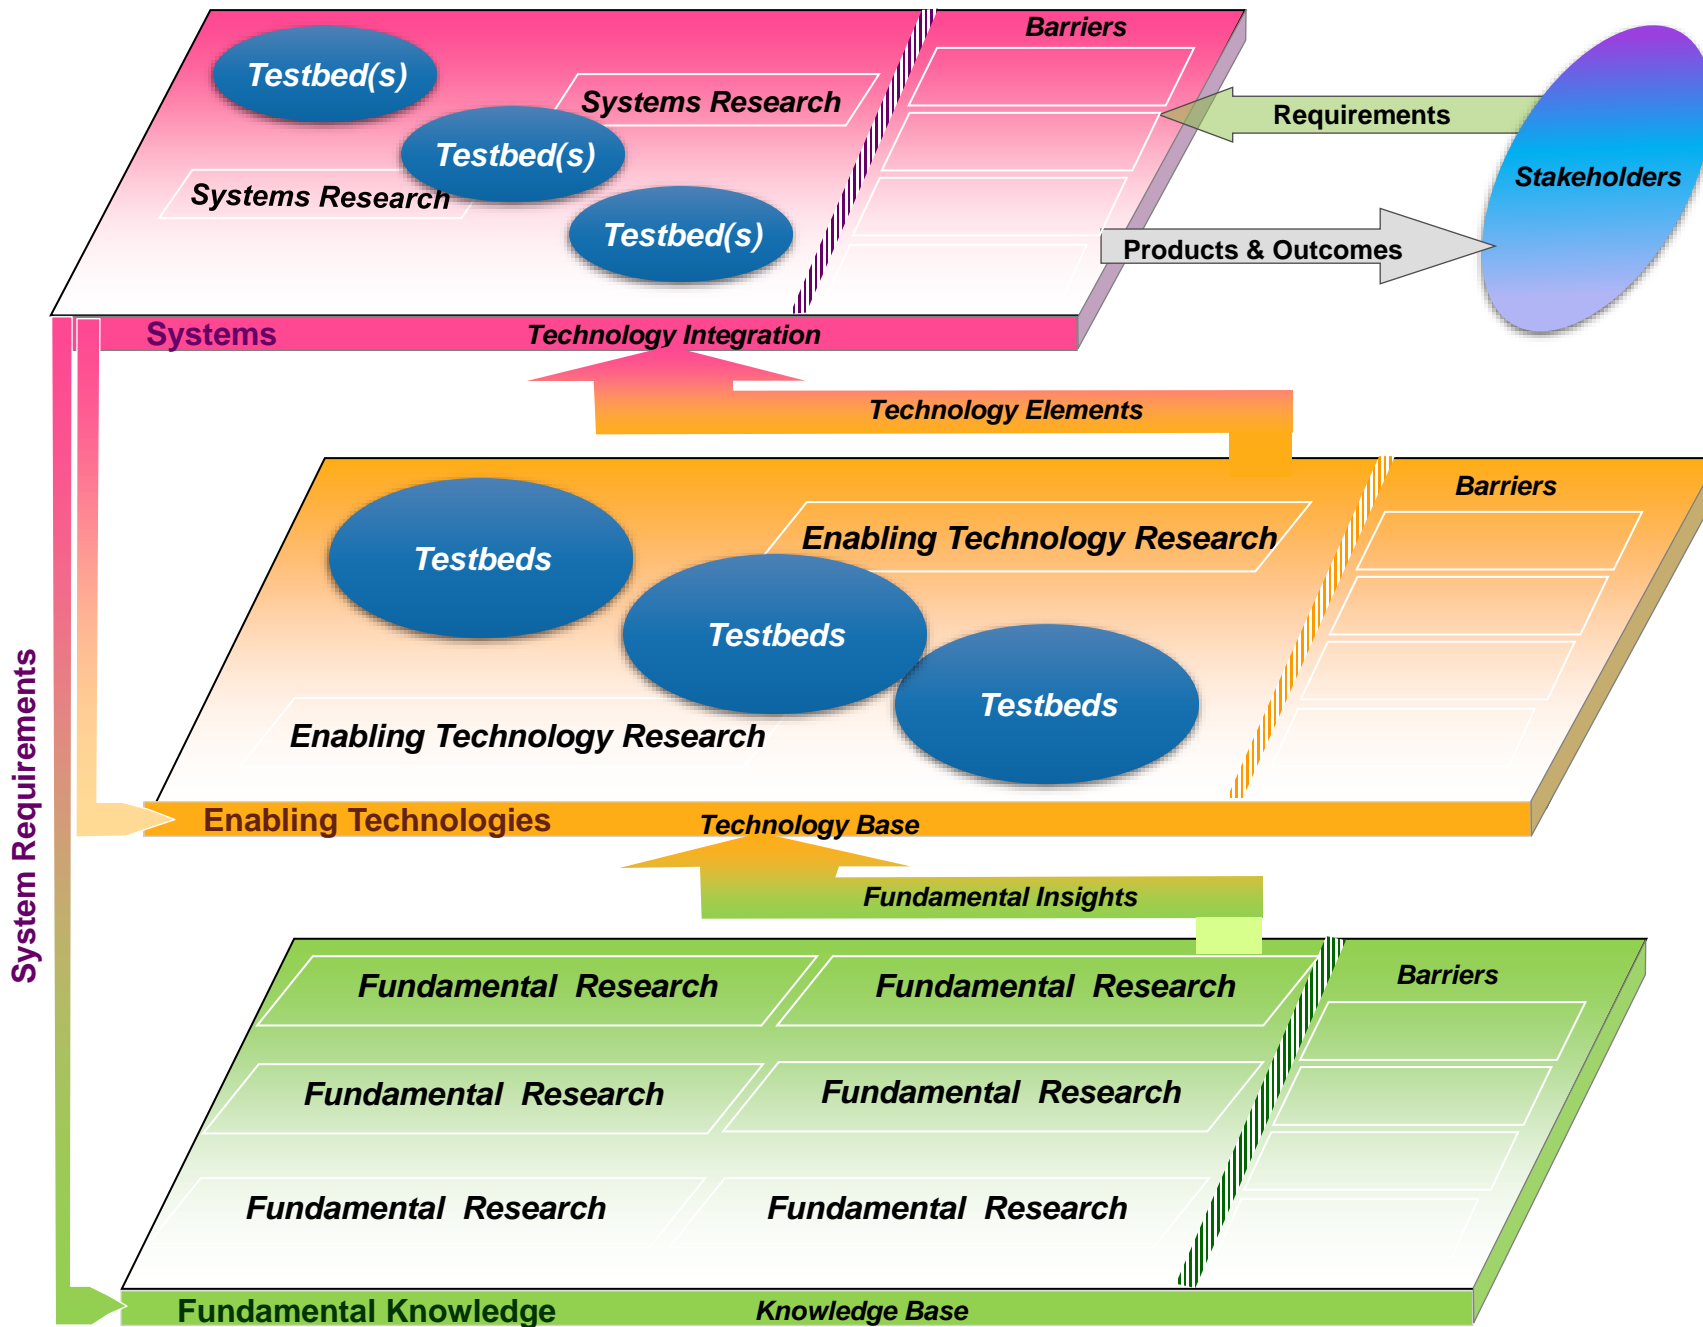 Barriers
Testbed(s)
Systems Research
Requirements
Testbed(s)
Stakeholders
Systems Research
Testbed(s)
Products & Outcomes
Systems
Technology Integration
Technology Elements
Barriers
Enabling Technology Research
Testbeds
Testbeds
Testbeds
Enabling Technology Research
System Requirements
Enabling Technologies
Technology Base
Fundamental Insights
Barriers
Fundamental Research
Fundamental Research
Fundamental Research
Fundamental Research
Fundamental Research
Fundamental Research
Fundamental Knowledge
Knowledge Base